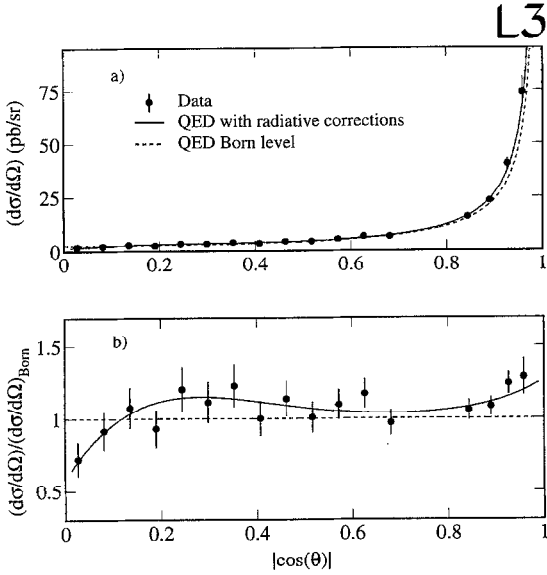 L3
a)
Data
QED with radiative corrections
QED Born level
(dσ/dΩ) (pb/sr)
75
50
25
0
0 0.2 0.4 0.6 0.8 1
b)
(dσ/dΩ)/(dσ/dΩ)Born
1.5
1
0.5
0 0.2 0.4 0.6 0.8 1
|cos(θ)|